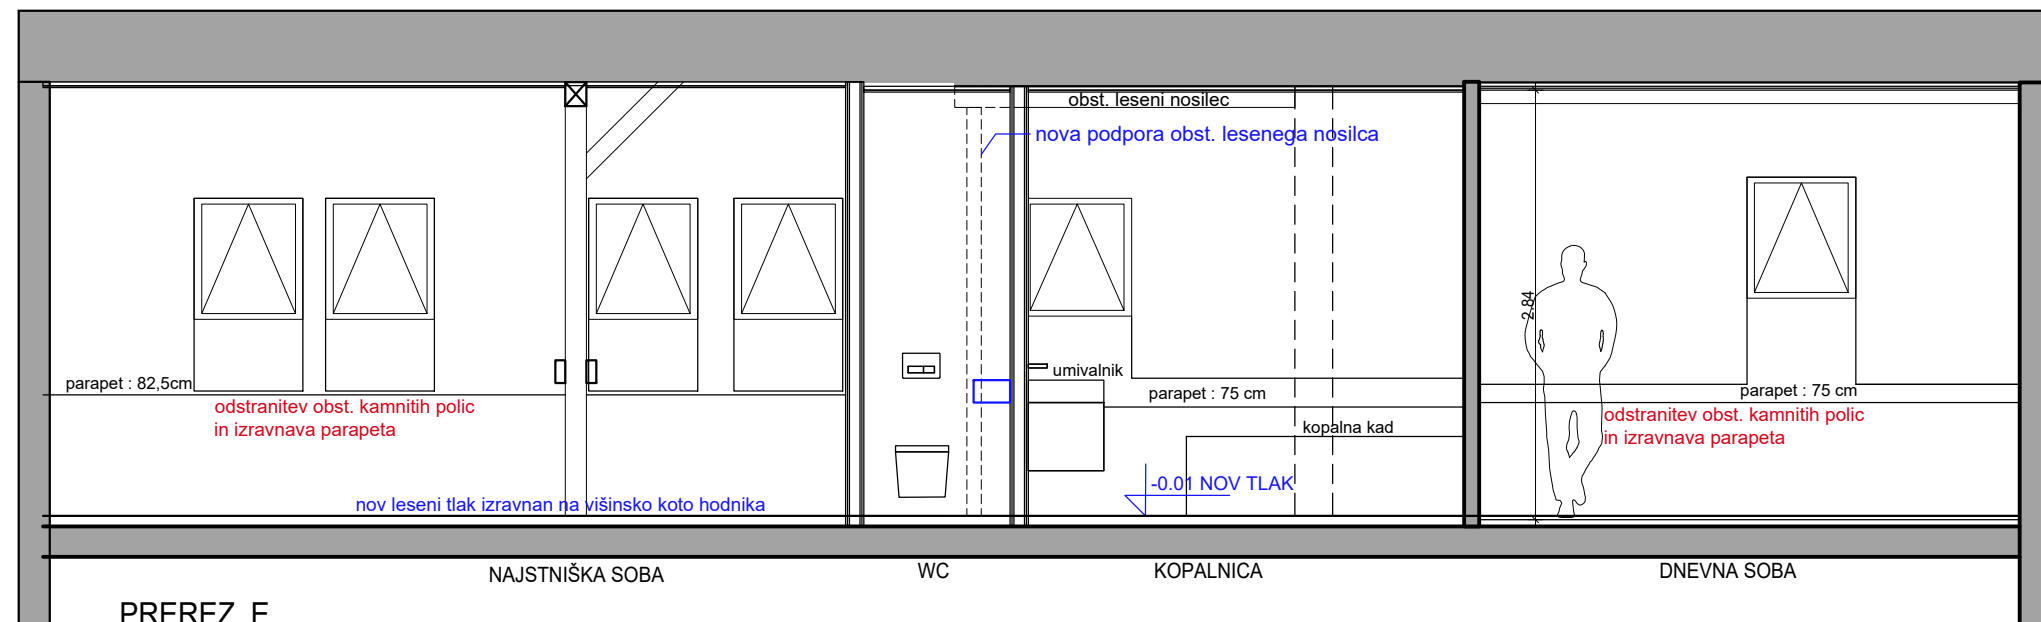 obst. leseni nosilec
nova podpora obst. lesenega nosilca
2.84
parapet : 82,5cm
odstranitev obst. kamnitih polic
in izravnava parapeta
umivalnik
parapet : 75 cm
kopalna kad
parapet : 75 cm
odstranitev obst. kamnitih polic
in izravnava parapeta
nov leseni tlak izravnan na višinsko koto hodnika
-0.01 NOV TLAK
NAJSTNIŠKA SOBA
WC
KOPALNICA
DNEVNA SOBA